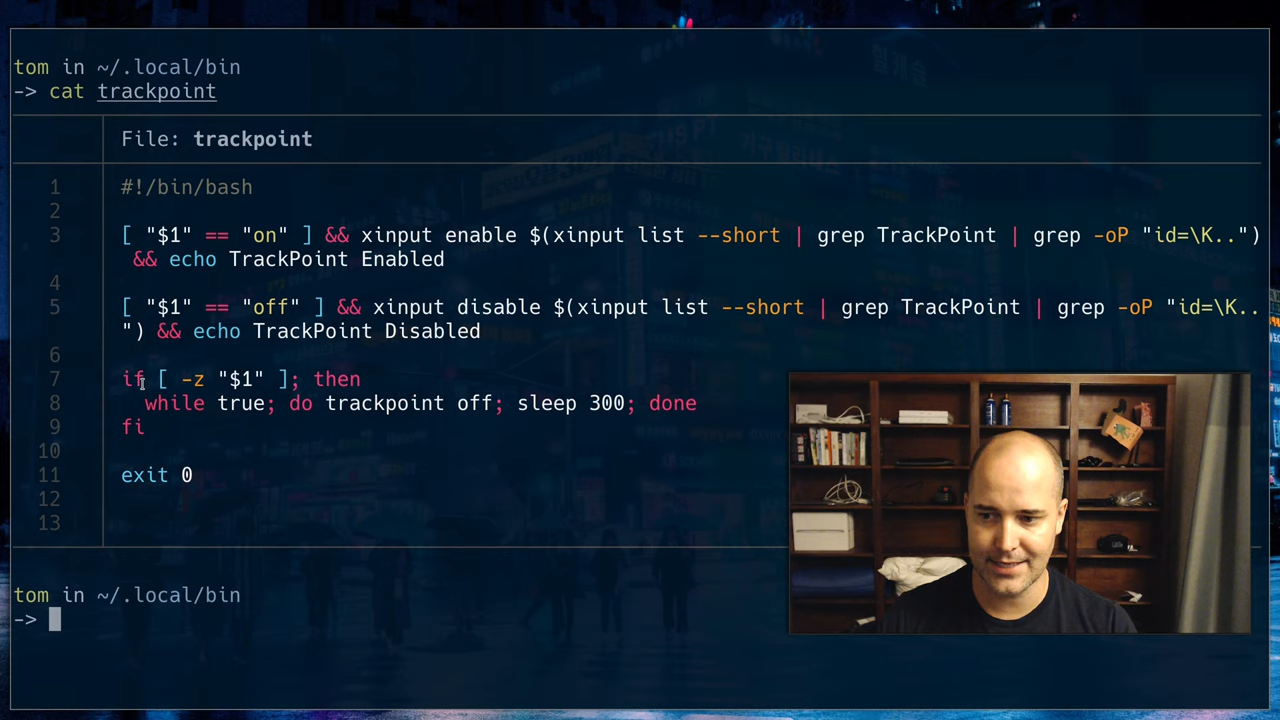 tom in ~/.local/bin
-> cat trackpoint
File: trackpoint
1 #!/bin/bash
2
3 [ "$1" == "on" ] && xinput enable $(xinput list --short | grep TrackPoint | grep -oP "id=\K..")
&& echo TrackPoint Enabled
4
5 [ "$1" == "off" ] && xinput disable $(xinput list --short | grep TrackPoint | grep -oP "id=\K..
") && echo TrackPoint Disabled
6
7 if [ -z "$1" ]; then
8 while true; do trackpoint off; sleep 300; done
9 fi
10
11 exit 0
12
13
tom in ~/.local/bin
->